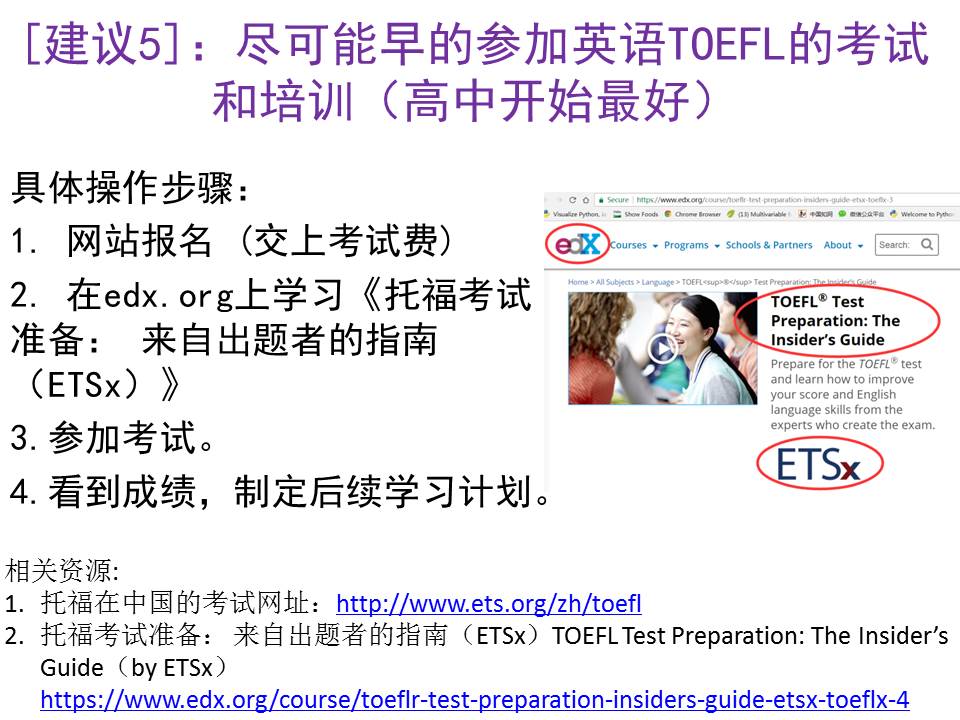 [建议5]：尽可能早的参加英语TOEFL的考试
和培训（高中开始最好）
具体操作步骤：
1. 网站报名 (交上考试费)
2. 在edx.org上学习《托福考试
准备： 来自出题者的指南
（ETSx）》
3.参加考试。
4.看到成绩，制定后续学习计划。
Secure | https://www.edx.org/course/toeflr-test-preparation-insiders-guide-etsx-toeflx-3
Visualize Python, Show Foods Chrome Browser (13) Multivariable 中国知网 微信公众平台 Welcome to Python
edX Courses Programs Schools & Partners About Search:
Home > All Subjects > Language > TOEFL<sup>®</sup> Test Preparation: The Insider's Guide
TOEFL® Test
Preparation: The
Insider's Guide
Prepare for the TOEFL® test
and learn how to improve
your score and English
language skills from the
experts who create the exam.
ETSx
相关资源:
1. 托福在中国的考试网址：http://www.ets.org/zh/toefl
2. 托福考试准备： 来自出题者的指南（ETSx）TOEFL Test Preparation: The Insider's
Guide（by ETSx）
https://www.edx.org/course/toeflr-test-preparation-insiders-guide-etsx-toeflx-4